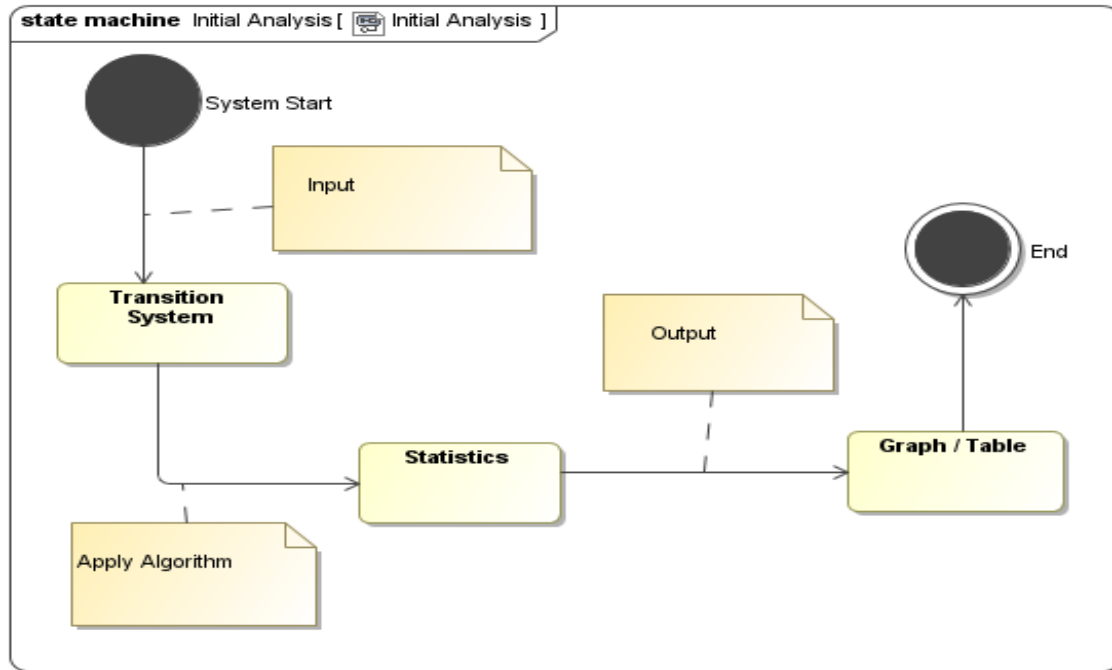 state machine Initial Analysis [ Initial Analysis ]
System Start
Input
Transition
System
End
Output
Statistics
Graph / Table
Apply Algorithm